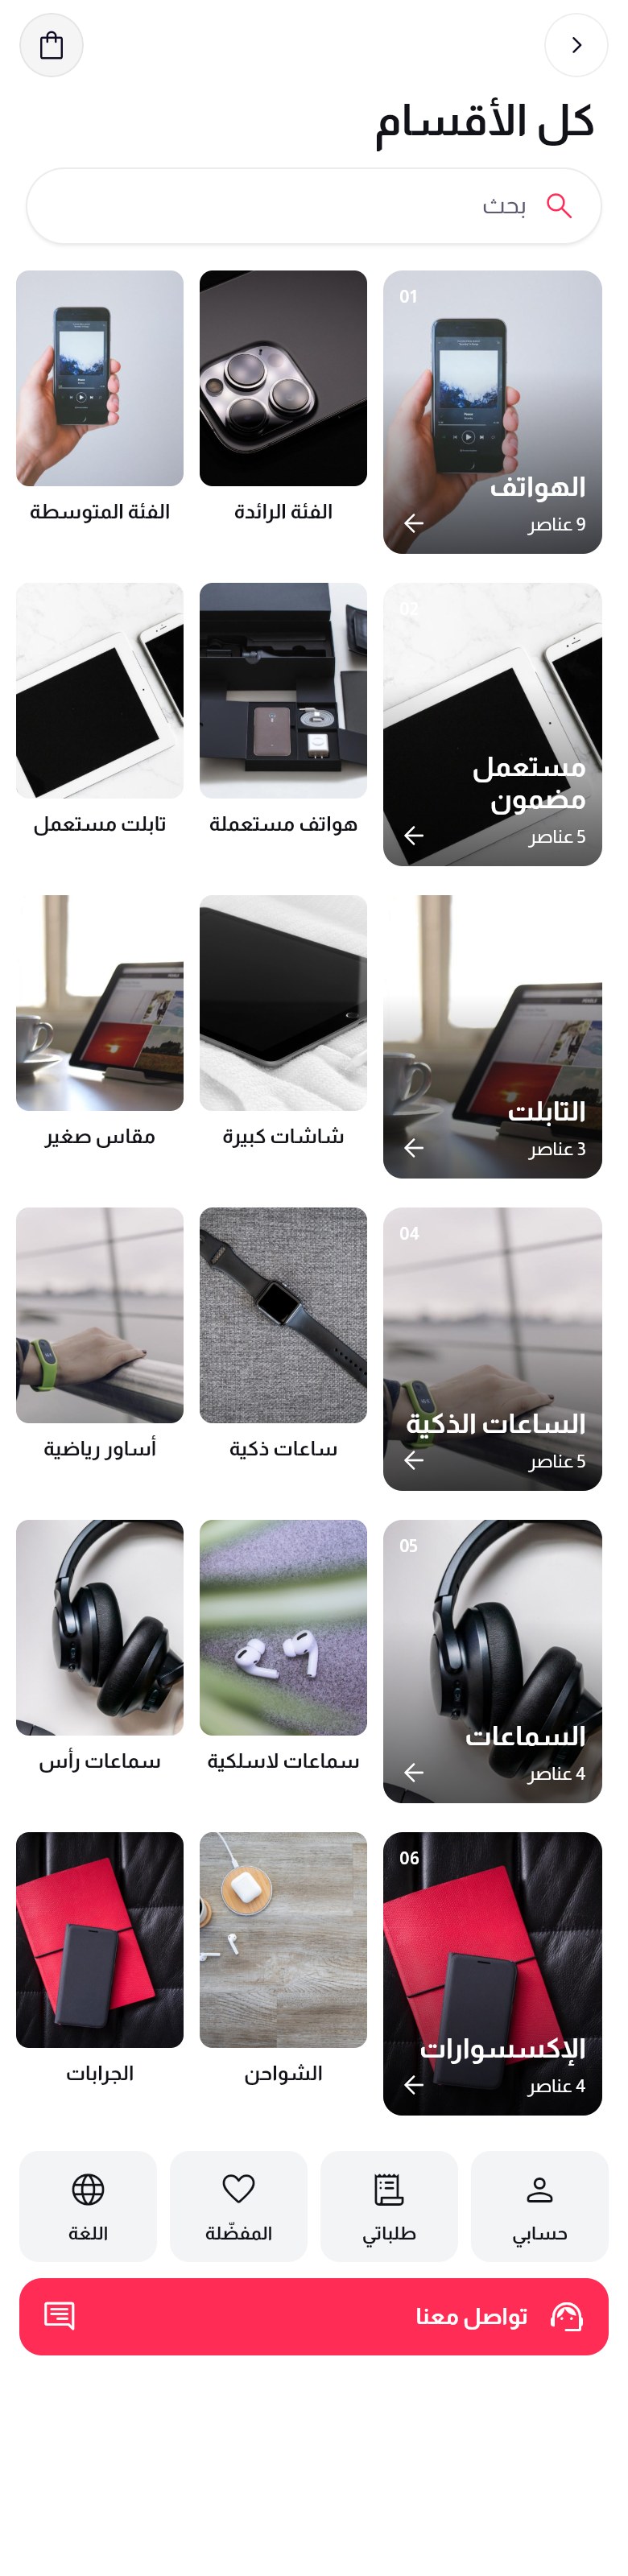 كل الأقسام
بحث
01
الهواتف
9 عناصر
الفئة الرائدة
الفئة المتوسطة
02
مستعمل
مضمون
5 عناصر
هواتف مستعملة
تابلت مستعمل
التابلت
3 عناصر
شاشات كبيرة
مقاس صغير
04
الساعات الذكية
5 عناصر
ساعات ذكية
أساور رياضية
05
السماعات
4 عناصر
سماعات لاسلكية
سماعات رأس
06
الإكسسوارات
4 عناصر
الشواحن
الجرابات
حسابي
طلباتي
المفضّلة
اللغة
تواصل معنا